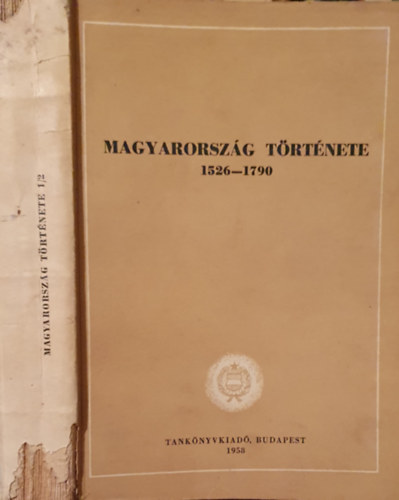 MAGYARORSZÁG TÖRTÉNETE 1/2
MAGYARORSZÁG TÖRTÉNETE
1526—1790
TANKÖNYVKIADÓ, BUDAPEST
1958